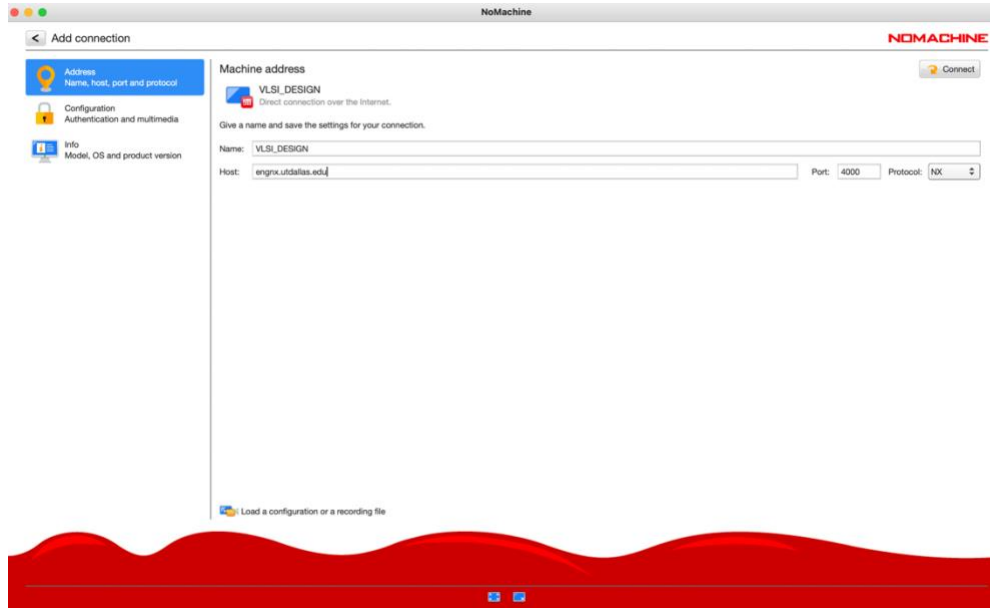 NoMachine
Add connection
NOMACHINE
Address
Name, host, port and protocol
Configuration
Authentication and multimedia
Info
Model, OS and product version
Machine address
Connect
VLSI_DESIGN
Direct connection over the Internet.
Give a name and save the settings for your connection.
Name: VLSI_DESIGN
Host: engnx.utdallas.edu Port: 4000 Protocol: NX
Load a configuration or a recording file